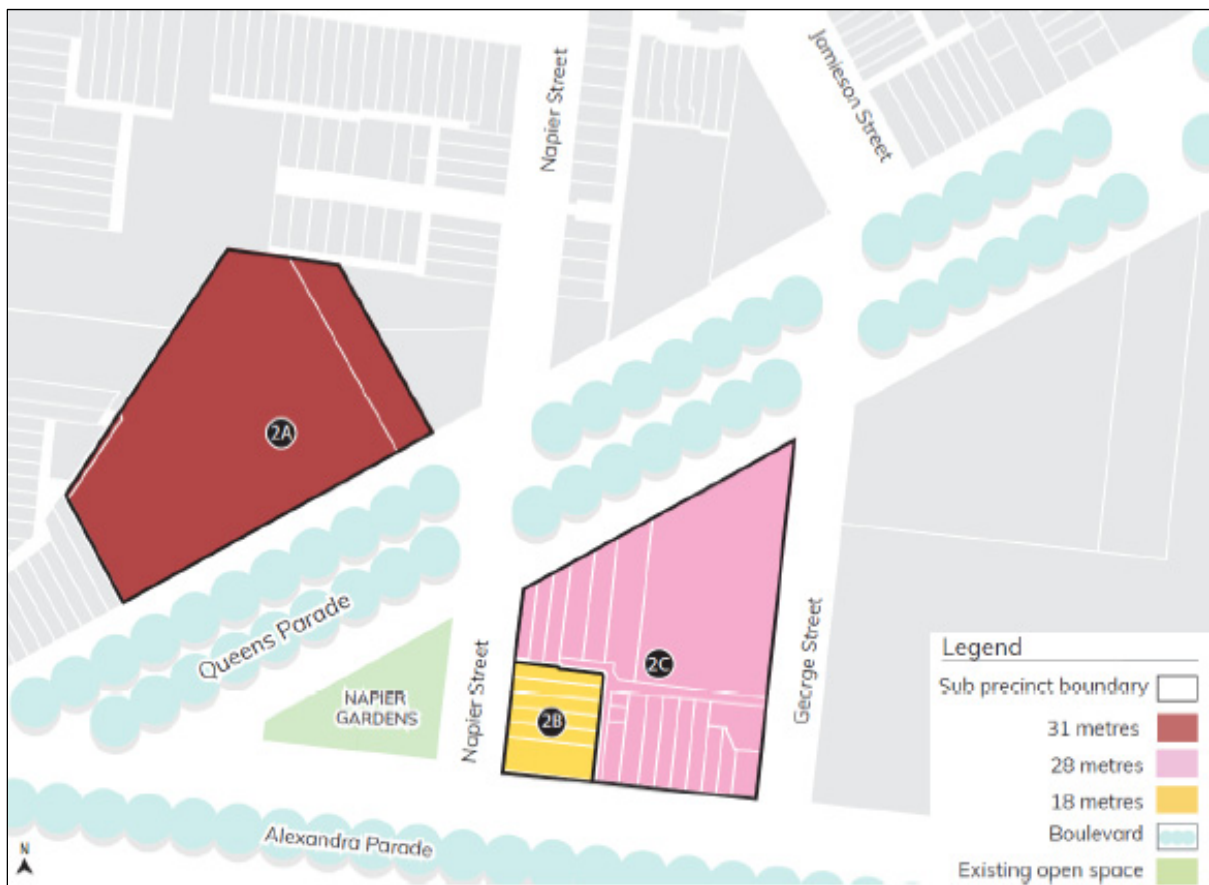 Napier Street
Jamieson Street
2A
Queens Parade
NAPIER
GARDENS
Napier Street
2B
2C
George Street
Alexandra Parade
N
Legend
Sub precinct boundary
31 metres
28 metres
18 metres
Boulevard
Existing open space